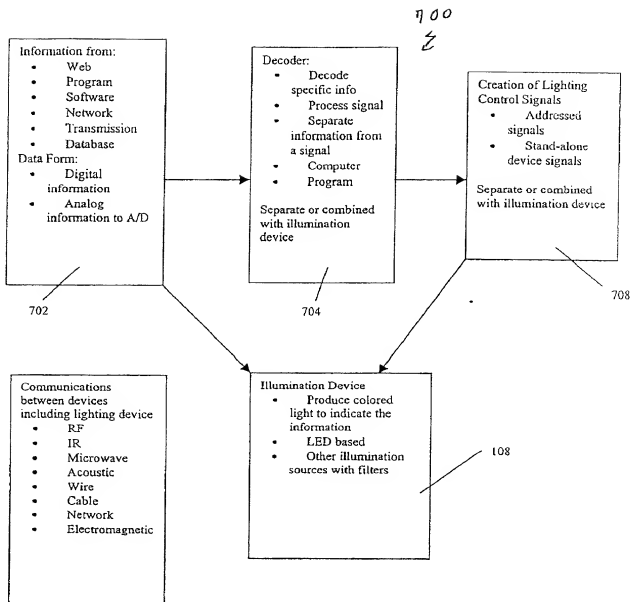 700
Information from:
• Web
• Program
• Software
• Network
• Transmission
• Database
Data Form:
• Digital
information
• Analog
information to A/D
702
Decoder:
• Decode
specific info
• Process signal
• Separate
information from
a signal
• Computer
• Program
Separate or combined
with illumination
device
704
Creation of Lighting
Control Signals
• Addressed
signals
• Stand-alone
device signals
Separate or combined
with illumination device
708
Communications
between devices
including lighting device
• RF
• IR
• Microwave
• Acoustic
• Wire
• Cable
• Network
• Electromagnetic
Illumination Device
• Produce colored
light to indicate the
information
• LED based
• Other illumination
sources with filters
108